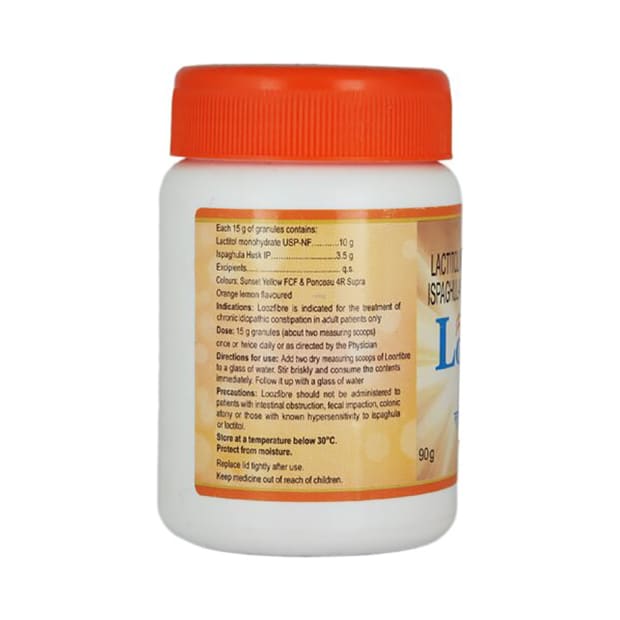 Each 15 g of granules contains:
Lactitol monohydrate USP-NF..........10 g
Ispaghula Husk IP........................3.5 g
Excipients...................................q.s.
Colours: Sunset Yellow FCF & Ponceau 4R Supra
Orange lemon flavoured
Indications: Loozfibre is indicated for the treatment of
chronic idiopathic constipation in adult patients only
Dose: 15 g granules (about two measuring scoops)
once or twice daily or as directed by the Physician
Directions for use: Add two dry measuring scoops of Loozfibre
to a glass of water. Stir briskly and consume the contents
immediately. Follow it up with a glass of water
Precautions: Loozfibre should not be administered to
patients with intestinal obstruction, fecal impaction, colonic
atony or those with known hypersensitivity to ispaghula
or lactitol.
Store at a temperature below 30°C.
Protect from moisture.
Replace lid tightly after use.
Keep medicine out of reach of children.
LACTITOL
ISPAGHULA
Lo
90 g